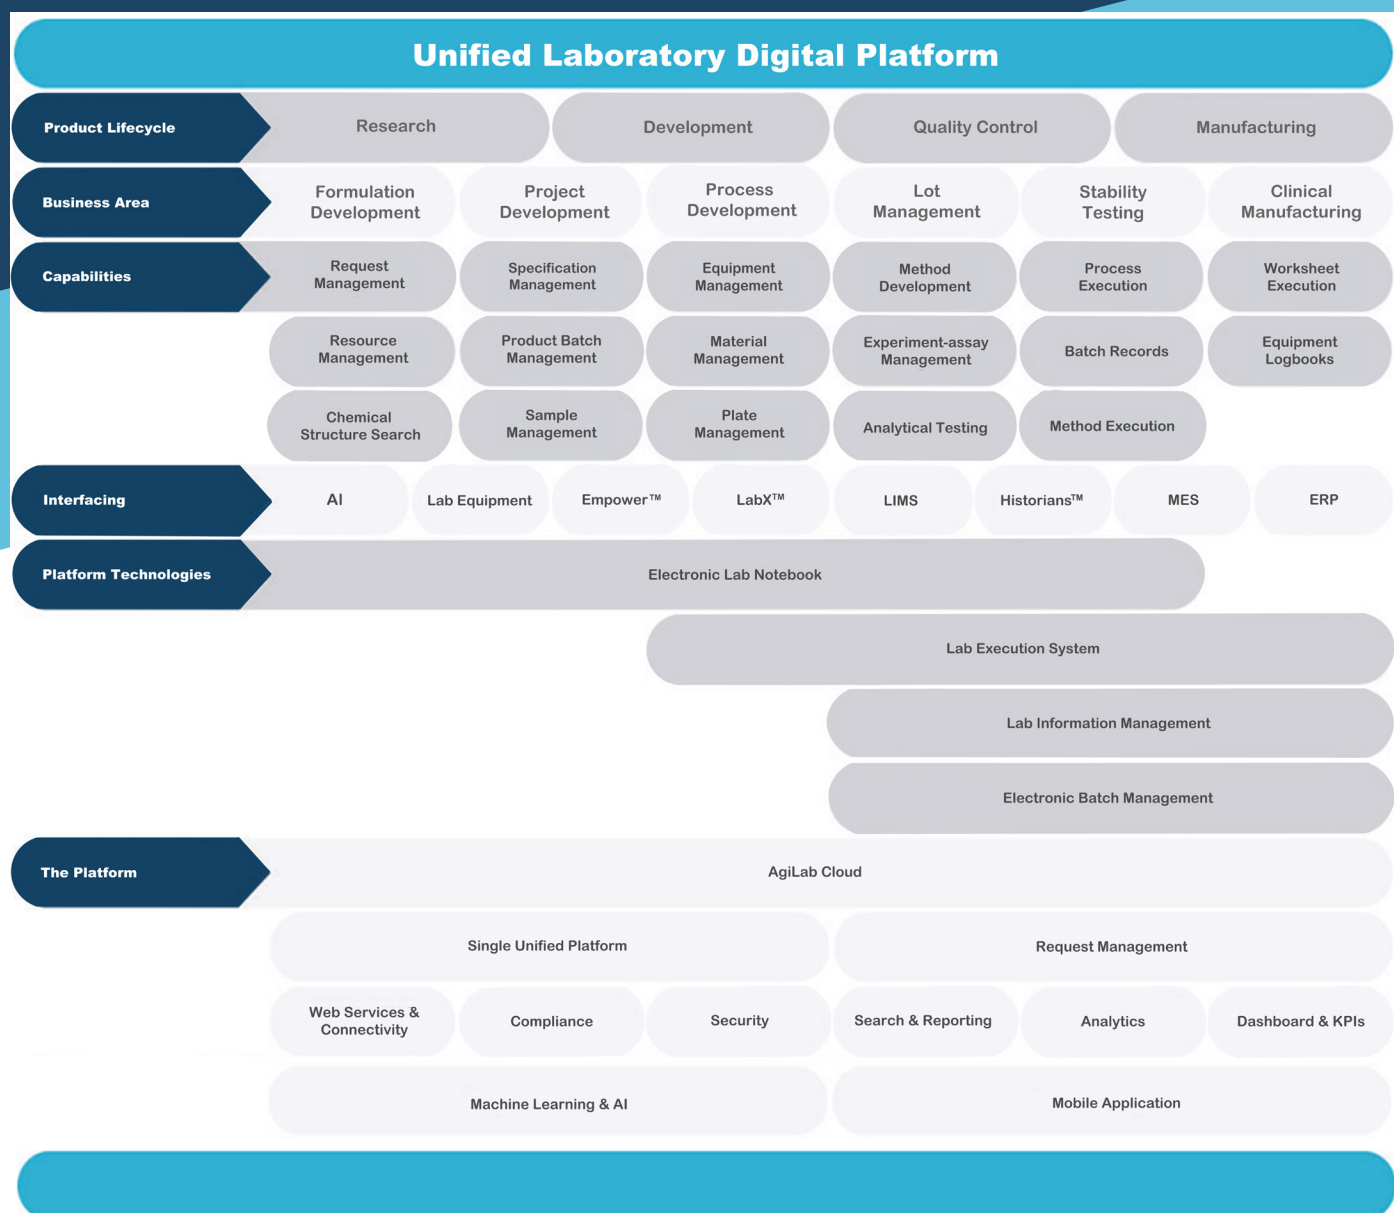 Unified Laboratory Digital Platform
Product Lifecycle
Research
Development
Quality Control
Manufacturing
Business Area
Formulation
Development
Project
Development
Process
Development
Lot
Management
Stability
Testing
Clinical
Manufacturing
Capabilities
Request
Management
Specification
Management
Equipment
Management
Method
Development
Process
Execution
Worksheet
Execution
Resource
Management
Product Batch
Management
Material
Management
Experiment-assay
Management
Batch Records
Equipment
Logbooks
Chemical
Structure Search
Sample
Management
Plate
Management
Analytical Testing
Method Execution
Interfacing
AI
Lab Equipment
Empower™
LabX™
LIMS
Historians™
MES
ERP
Platform Technologies
Electronic Lab Notebook
Lab Execution System
Lab Information Management
Electronic Batch Management
The Platform
AgiLab Cloud
Single Unified Platform
Request Management
Web Services &
Connectivity
Compliance
Security
Search & Reporting
Analytics
Dashboard & KPIs
Machine Learning & AI
Mobile Application